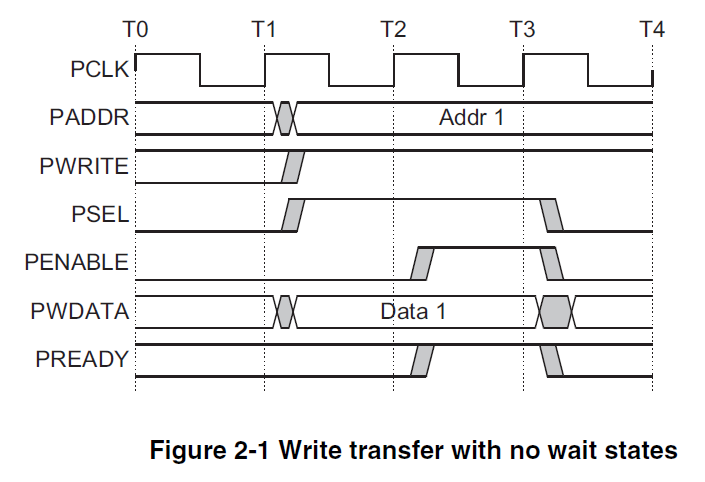 T0 T1 T2 T3 T4
PCLK
PADDR Addr 1
PWRITE
PSEL
PENABLE
PWDATA Data 1
PREADY
Figure 2-1 Write transfer with no wait states